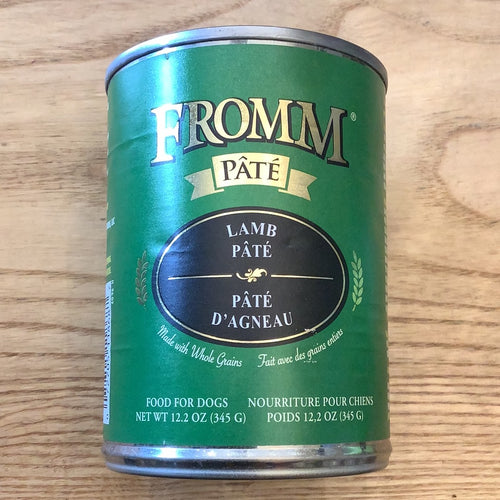 FROMM®
PÂTÉ
LAMB
PÂTÉ
PÂTÉ
D'AGNEAU
Made with Whole Grains Fait avec des grains entiers
FOOD FOR DOGS NOURRITURE POUR CHIENS
NET WT 12.2 OZ (345 G) POIDS 12,2 OZ (345 G)